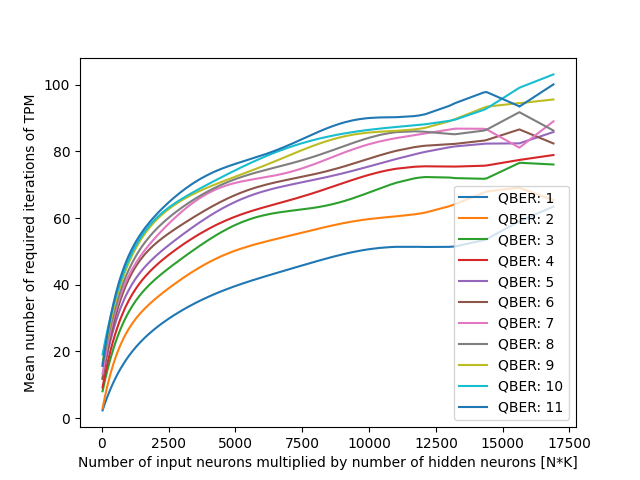 100
80
60
40
20
0
Mean number of required iterations of TPM
QBER: 1
QBER: 2
QBER: 3
QBER: 4
QBER: 5
QBER: 6
QBER: 7
QBER: 8
QBER: 9
QBER: 10
QBER: 11
0 2500 5000 7500 10000 12500 15000 17500
Number of input neurons multiplied by number of hidden neurons [N*K]